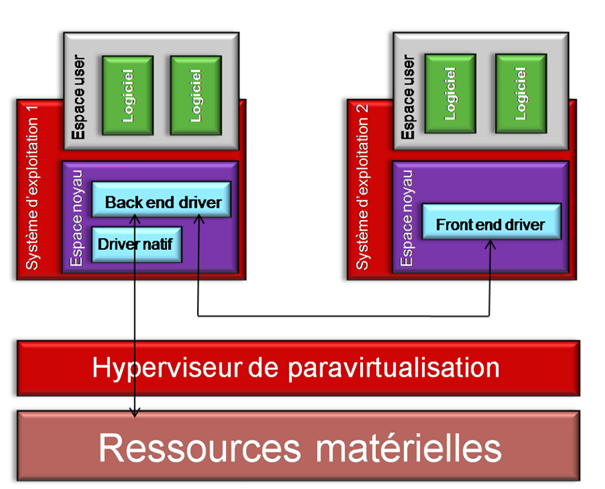 Système d'exploitation 1
Espace user
Logiciel
Logiciel
Espace noyau
Back end driver
Driver natif
Système d'exploitation 2
Espace user
Logiciel
Logiciel
Espace noyau
Front end driver
Hyperviseur de paravirtualisation
Ressources matérielles